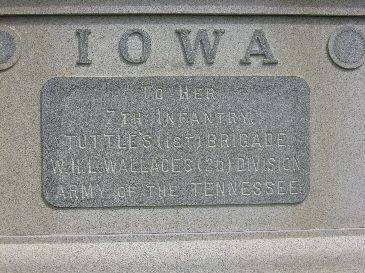 IOWA
TO HER
7TH INFANTRY.
TUTTLE'S (1ST) BRIGADE.
W.H.L. WALLACE'S (2D) DIVISION
ARMY OF THE TENNESSEE